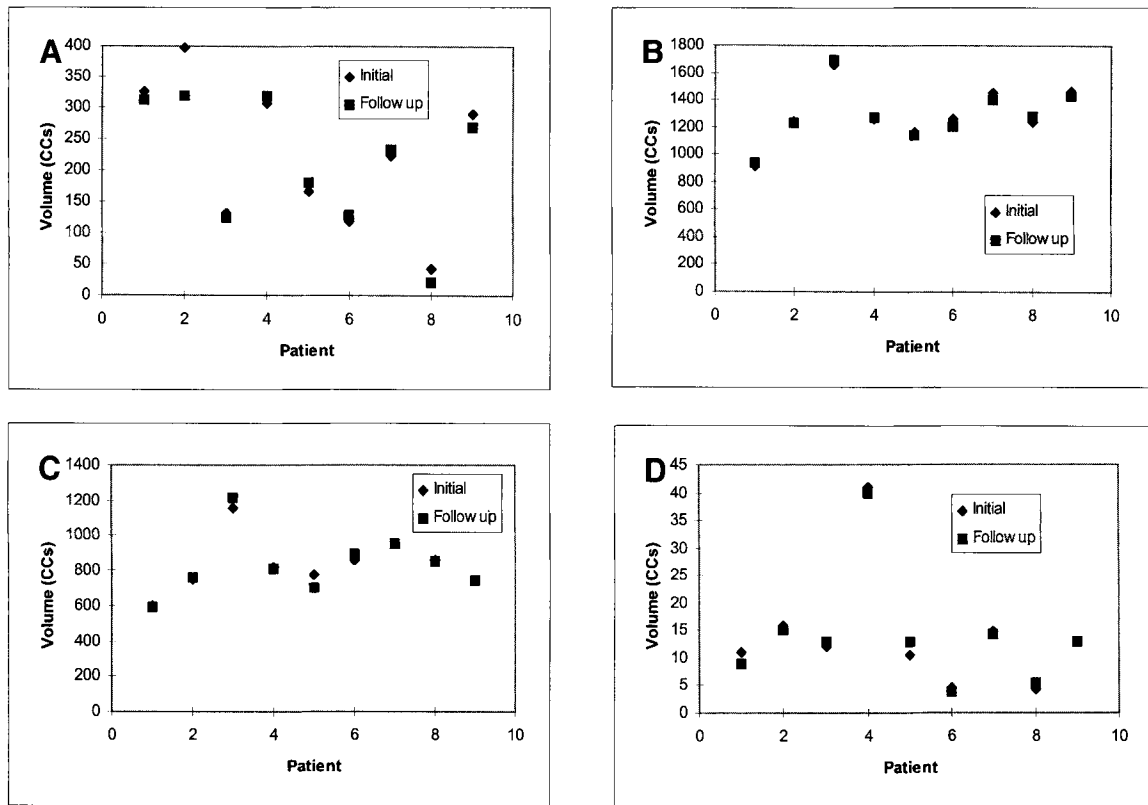 A
Volume (CCs)
400
350
300
250
200
150
100
50
0
Initial
Follow up
0 2 4 6 8 10
Patient
B
Volume (CCs)
1800
1600
1400
1200
1000
800
600
400
200
0
Initial
Follow up
0 2 4 6 8 10
Patient
C
Volume (CCs)
1400
1200
1000
800
600
400
200
0
Initial
Follow up
0 2 4 6 8 10
Patient
D
Volume (CCs)
45
40
35
30
25
20
15
10
5
0
Initial
Follow up
0 2 4 6 8 10
Patient